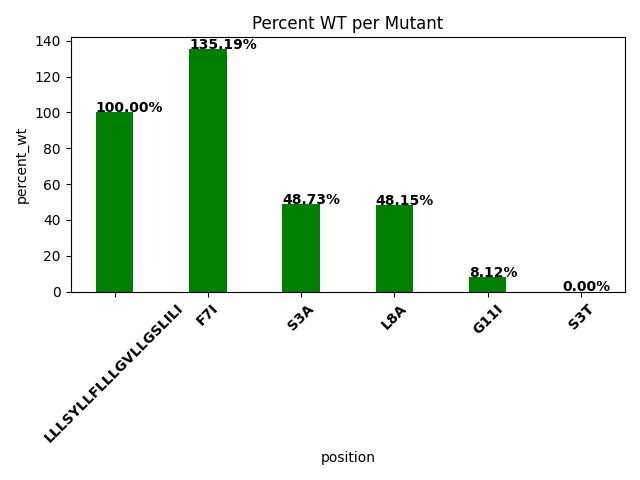 Percent WT per Mutant
percent_wt
140
120
100
80
60
40
20
0
100.00%
135.19%
48.73%
48.15%
8.12%
0.00%
LLLSYLLFLLLGVLLGSLILI
F7I
S3A
L8A
G11I
S3T
position